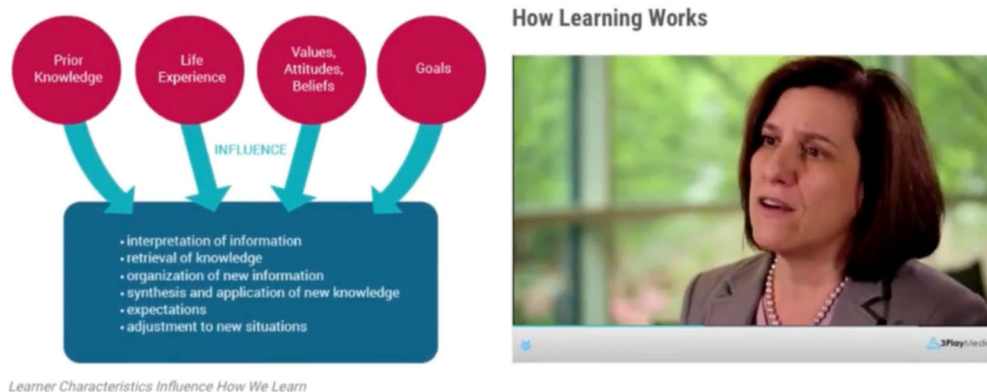 Prior
Knowledge
Life
Experience
Values,
Attitudes,
Beliefs
Goals
INFLUENCE
• interpretation of information
• retrieval of knowledge
• organization of new information
• synthesis and application of new knowledge
• expectations
• adjustment to new situations
Learner Characteristics Influence How We Learn
How Learning Works
3PlayMedia